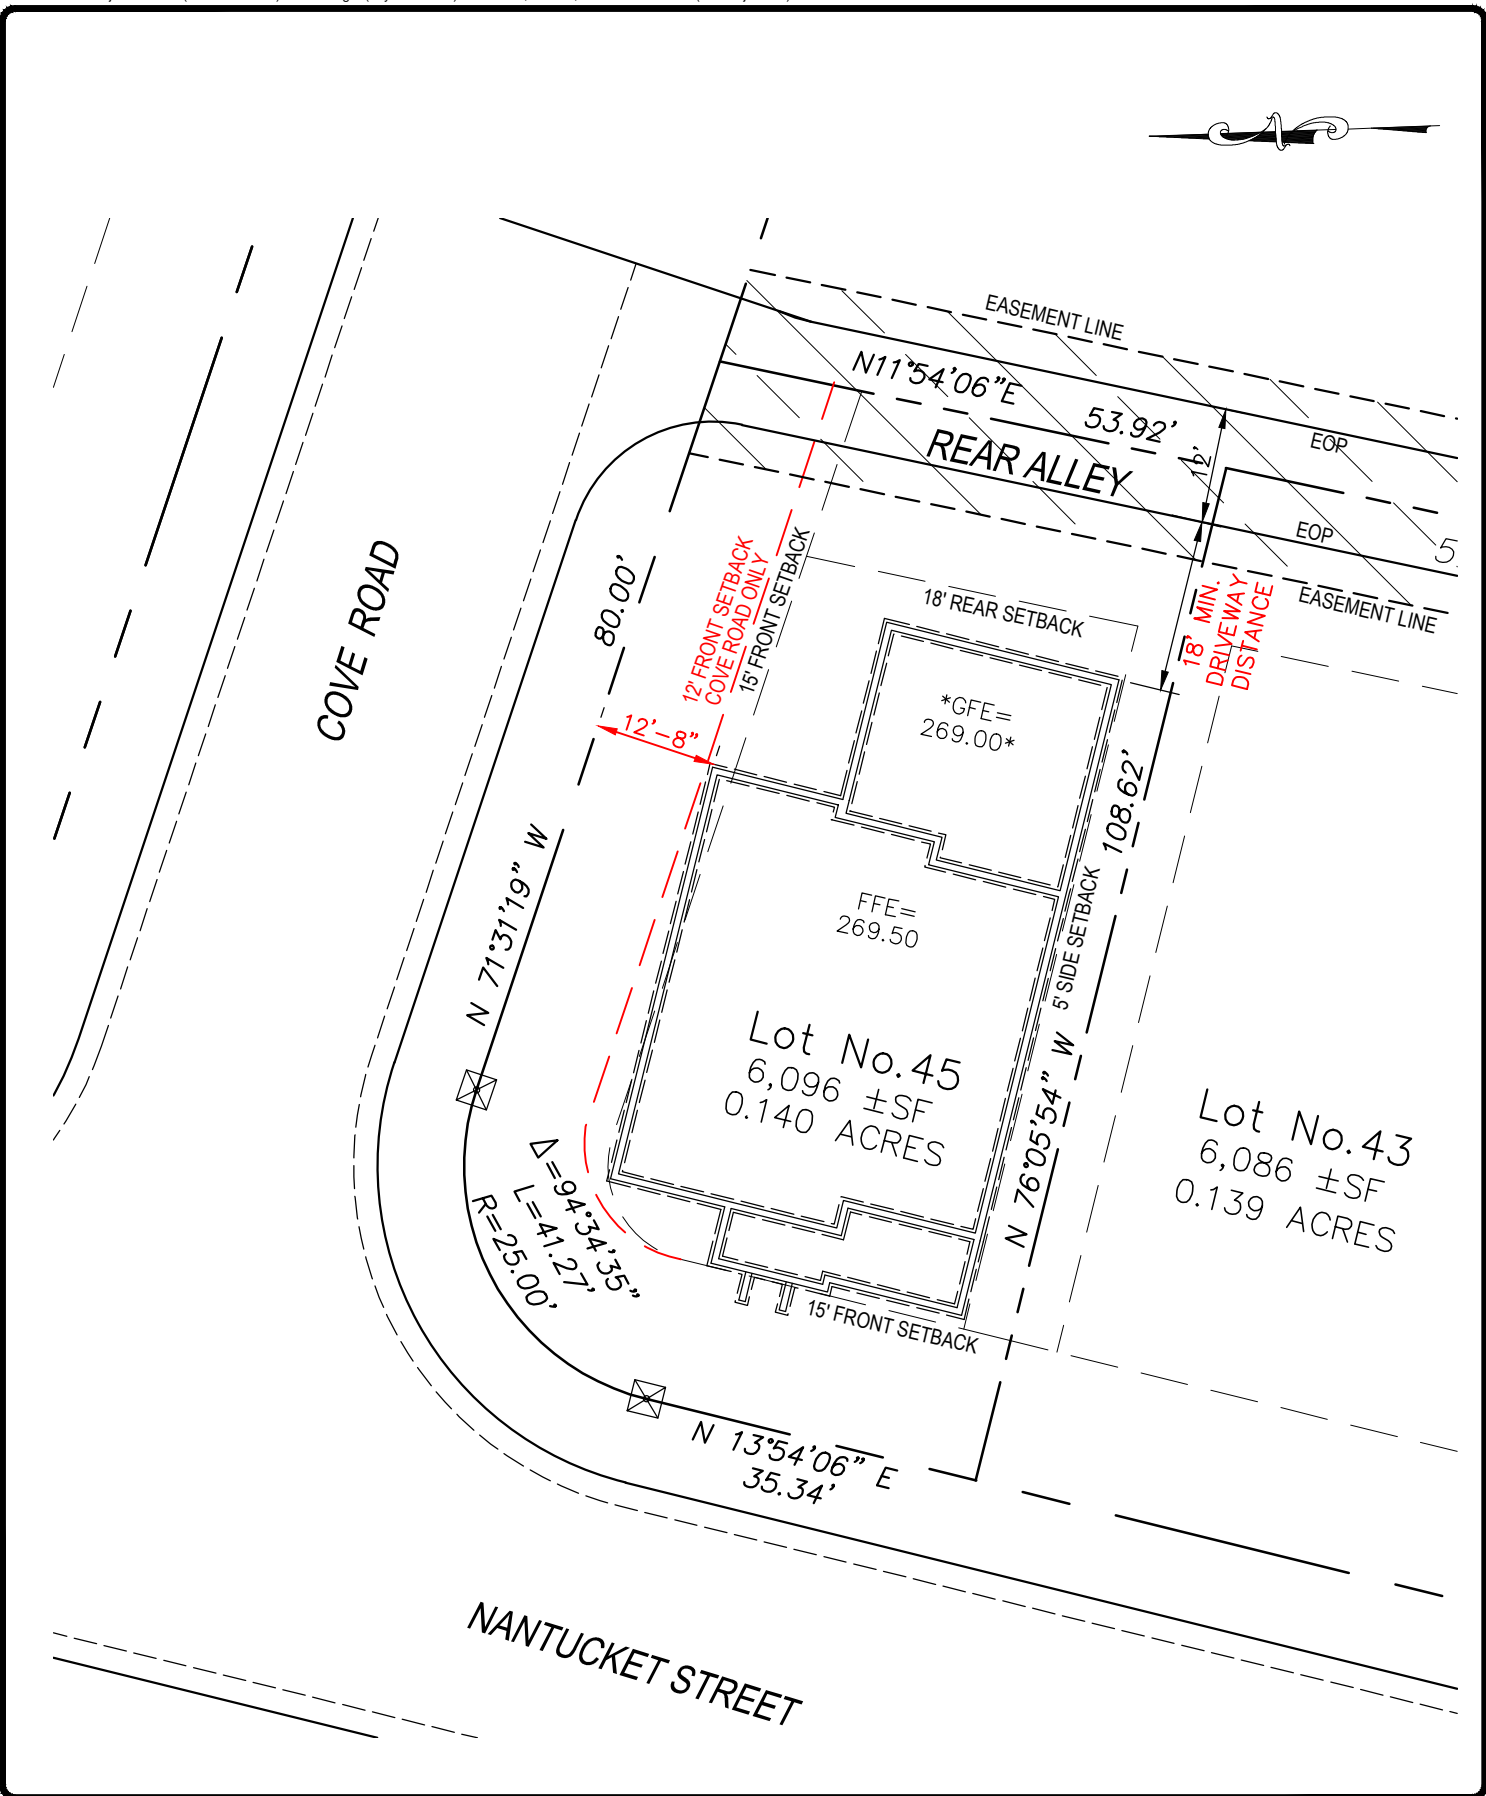 N
EASEMENT LINE
N11°54'06"E
53.92'
REAR ALLEY
12'
EOP
EOP
5
EASEMENT LINE
COVE ROAD
80.00'
12' FRONT SETBACK
COVE ROAD ONLY
15' FRONT SETBACK
18' REAR SETBACK
18' MIN.
DRIVEWAY
DISTANCE
12'-8"
*GFE=
269.00*
108.62'
N 71°31'19" W
FFE=
269.50
5' SIDE SETBACK
N 76°05'54" W
Lot No.45
6,096 ±SF
0.140 ACRES
Lot No.43
6,086 ±SF
0.139 ACRES
Δ=94°34'35"
L=41.27'
R=25.00'
15' FRONT SETBACK
N 13°54'06" E
35.34'
NANTUCKET STREET